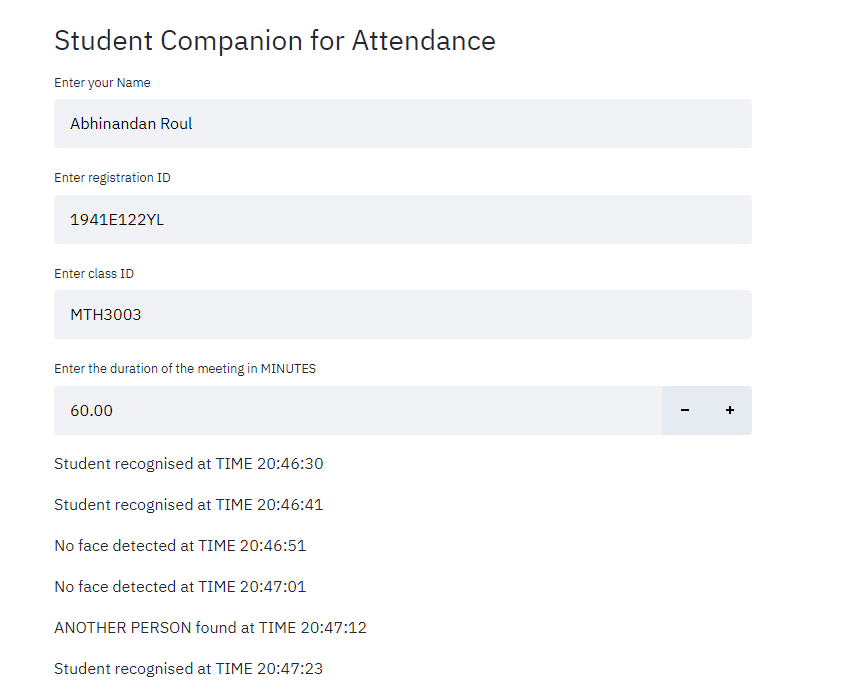 Student Companion for Attendance
Enter your Name
Abhinandan Roul
Enter registration ID
1941E122YL
Enter class ID
MTH3003
Enter the duration of the meeting in MINUTES
60.00 − +
Student recognised at TIME 20:46:30
Student recognised at TIME 20:46:41
No face detected at TIME 20:46:51
No face detected at TIME 20:47:01
ANOTHER PERSON found at TIME 20:47:12
Student recognised at TIME 20:47:23